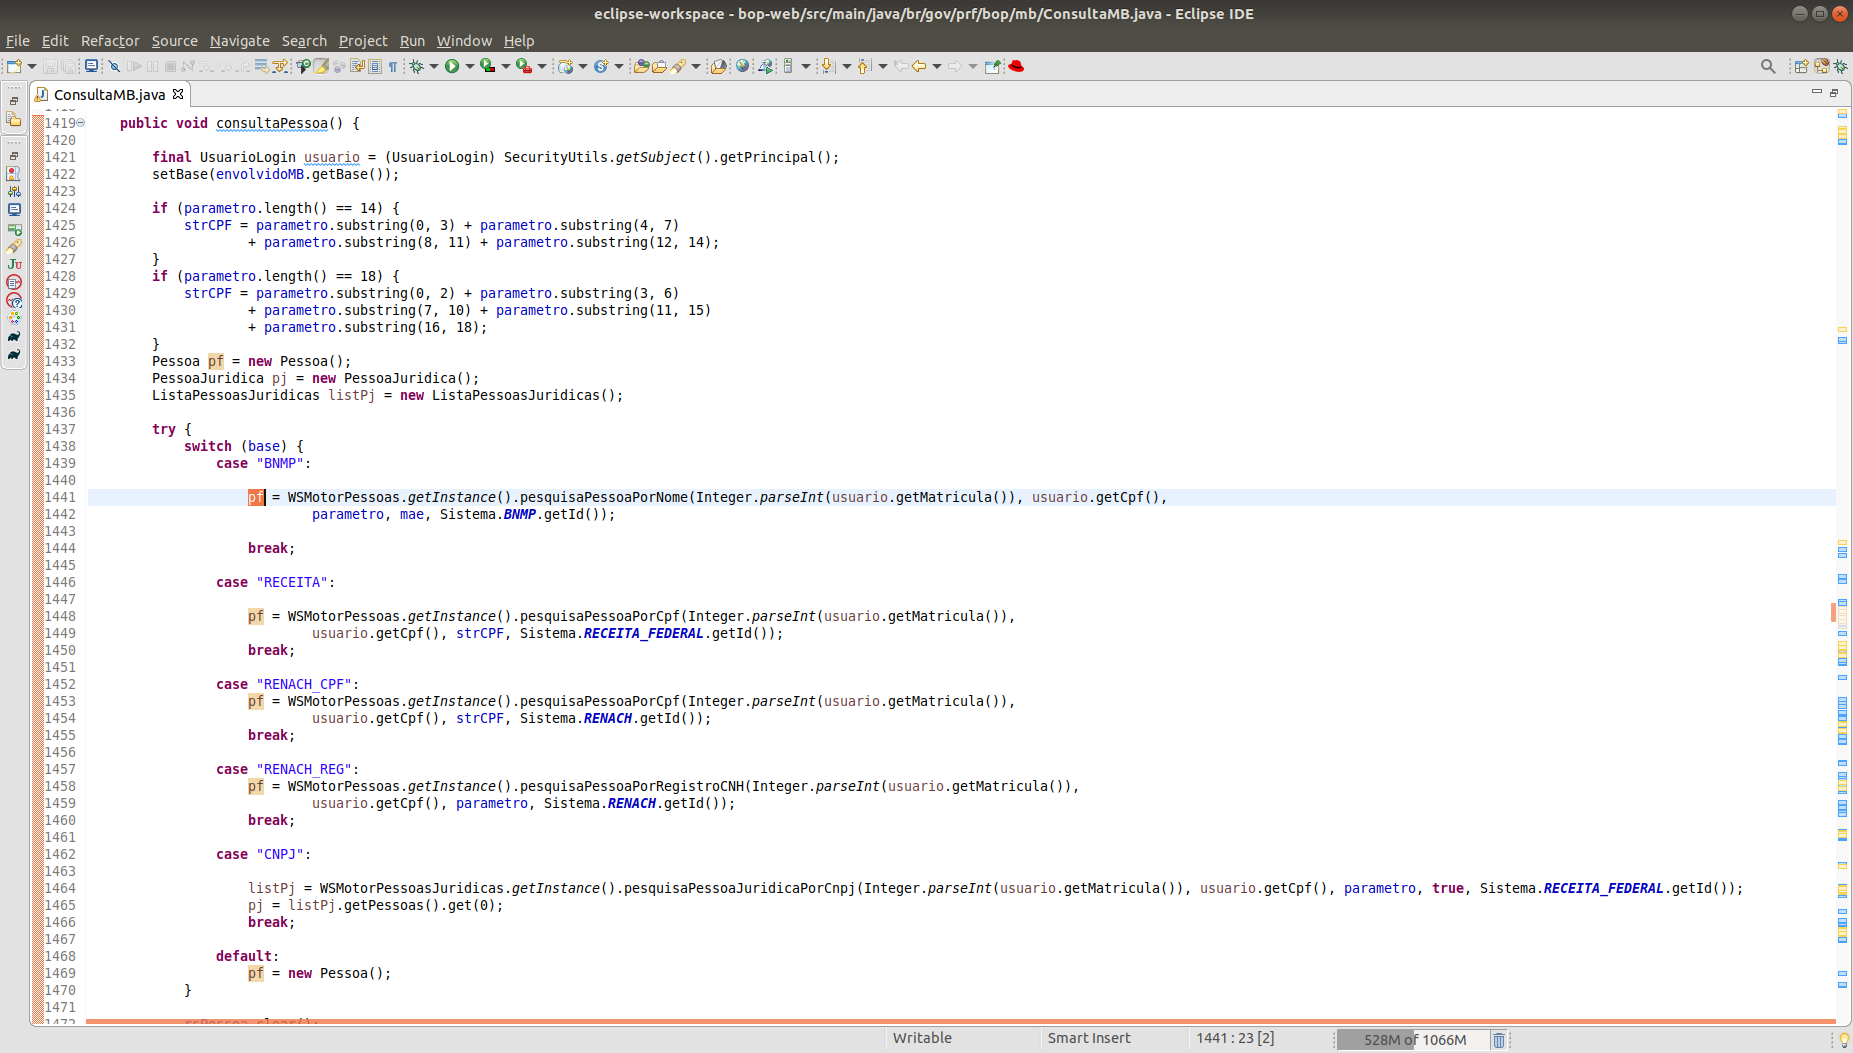 eclipse-workspace - bop-web/src/main/java/br/gov/prf/bop/mb/ConsultaMB.java - Eclipse IDE
File Edit Refactor Source Navigate Search Project Run Window Help
ConsultaMB.java
1419 public void consultaPessoa() {
1420
1421 final UsuarioLogin usuario = (UsuarioLogin) SecurityUtils.getSubject().getPrincipal();
1422 setBase(envolvidoMB.getBase());
1423
1424 if (parametro.length() == 14) {
1425 strCPF = parametro.substring(0, 3) + parametro.substring(4, 7)
1426 + parametro.substring(8, 11) + parametro.substring(12, 14);
1427 }
1428 if (parametro.length() == 18) {
1429 strCPF = parametro.substring(0, 2) + parametro.substring(3, 6)
1430 + parametro.substring(7, 10) + parametro.substring(11, 15)
1431 + parametro.substring(16, 18);
1432 }
1433 Pessoa pf = new Pessoa();
1434 PessoaJuridica pj = new PessoaJuridica();
1435 ListaPessoasJuridicas listPj = new ListaPessoasJuridicas();
1436
1437 try {
1438 switch (base) {
1439 case "BNMP":
1440
1441 pf = WSMotorPessoas.getInstance().pesquisaPessoaPorNome(Integer.parseInt(usuario.getMatricula()), usuario.getCpf(),
1442 parametro, mae, Sistema.BNMP.getId());
1443
1444 break;
1445
1446 case "RECEITA":
1447
1448 pf = WSMotorPessoas.getInstance().pesquisaPessoaPorCpf(Integer.parseInt(usuario.getMatricula()),
1449 usuario.getCpf(), strCPF, Sistema.RECEITA_FEDERAL.getId());
1450 break;
1451
1452 case "RENACH_CPF":
1453 pf = WSMotorPessoas.getInstance().pesquisaPessoaPorCpf(Integer.parseInt(usuario.getMatricula()),
1454 usuario.getCpf(), strCPF, Sistema.RENACH.getId());
1455 break;
1456
1457 case "RENACH_REG":
1458 pf = WSMotorPessoas.getInstance().pesquisaPessoaPorRegistroCNH(Integer.parseInt(usuario.getMatricula()),
1459 usuario.getCpf(), parametro, Sistema.RENACH.getId());
1460 break;
1461
1462 case "CNPJ":
1463
1464 listPj = WSMotorPessoasJuridicas.getInstance().pesquisaPessoaJuridicaPorCnpj(Integer.parseInt(usuario.getMatricula()), usuario.getCpf(), parametro, true, Sistema.RECEITA_FEDERAL.getId());
1465 pj = listPj.getPessoas().get(0);
1466 break;
1467
1468 default:
1469 pf = new Pessoa();
1470 }
1471
Writable Smart Insert 1441 : 23 [2] 528M of 1066M